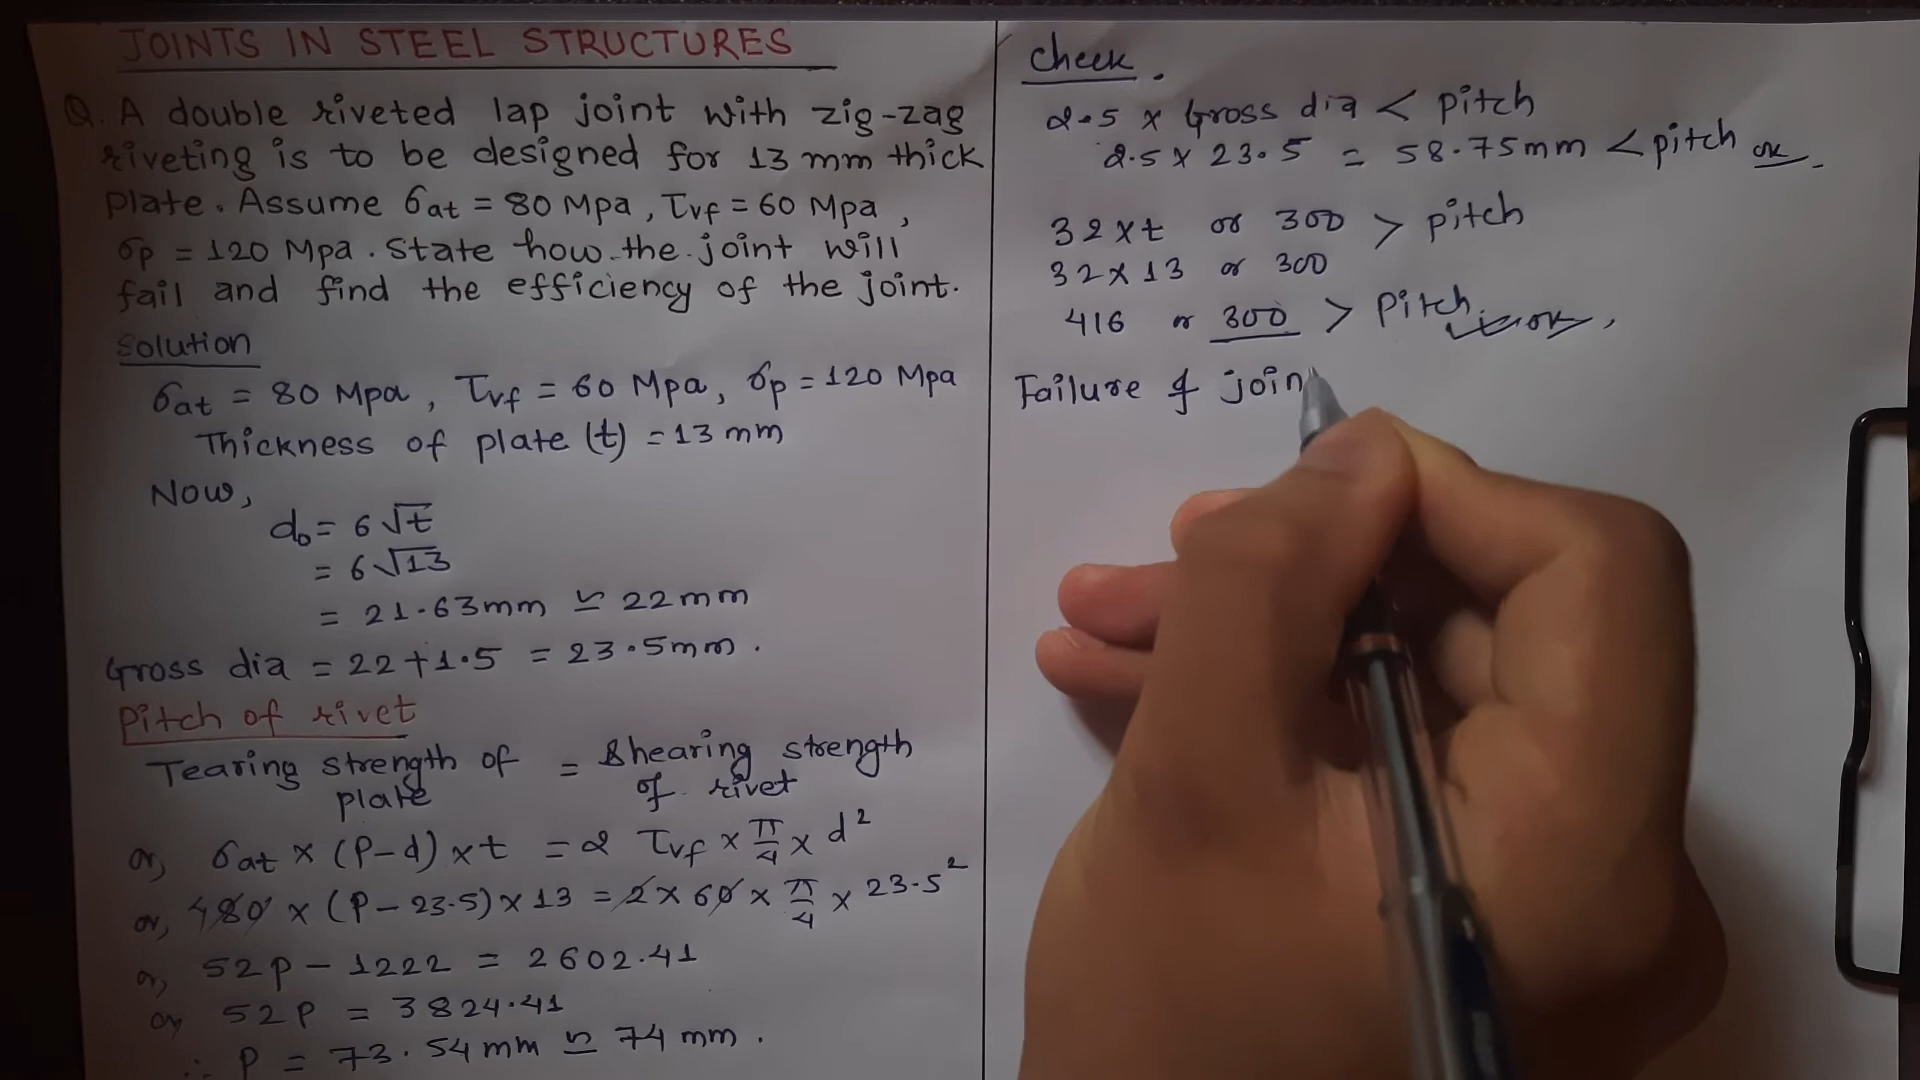 JOINTS IN STEEL STRUCTURES
Q. A double riveted lap joint with zig-zag
riveting is to be designed for 13 mm thick
plate. Assume σat = 80 Mpa, τvf = 60 Mpa,
σp = 120 Mpa. State how the joint will
fail and find the efficiency of the joint.
Solution
σat = 80 Mpa, τvf = 60 Mpa, σp = 120 Mpa
Thickness of plate (t) = 13 mm
Now,
d₀ = 6√t
= 6√13
= 21.63mm ≃ 22mm
Gross dia = 22+1.5 = 23.5mm.
Pitch of rivet
Tearing strength of plate = Shearing strength of rivet
or, σat × (P-d) × t = 2 τvf × π/4 × d²
or, 4 80 × (P-23.5) × 13 = 2 × 60 × π/4 × 23.5²
or, 52p - 1222 = 2602.41
or, 52P = 3824.41
∴ P = 73.54mm ≃ 74mm.
Check.
2.5 × Gross dia < pitch
2.5 × 23.5 = 58.75mm < pitch ok.
32×t or 300 > pitch
32×13 or 300
416 or 300 > Pitch. ok,
Failure of join